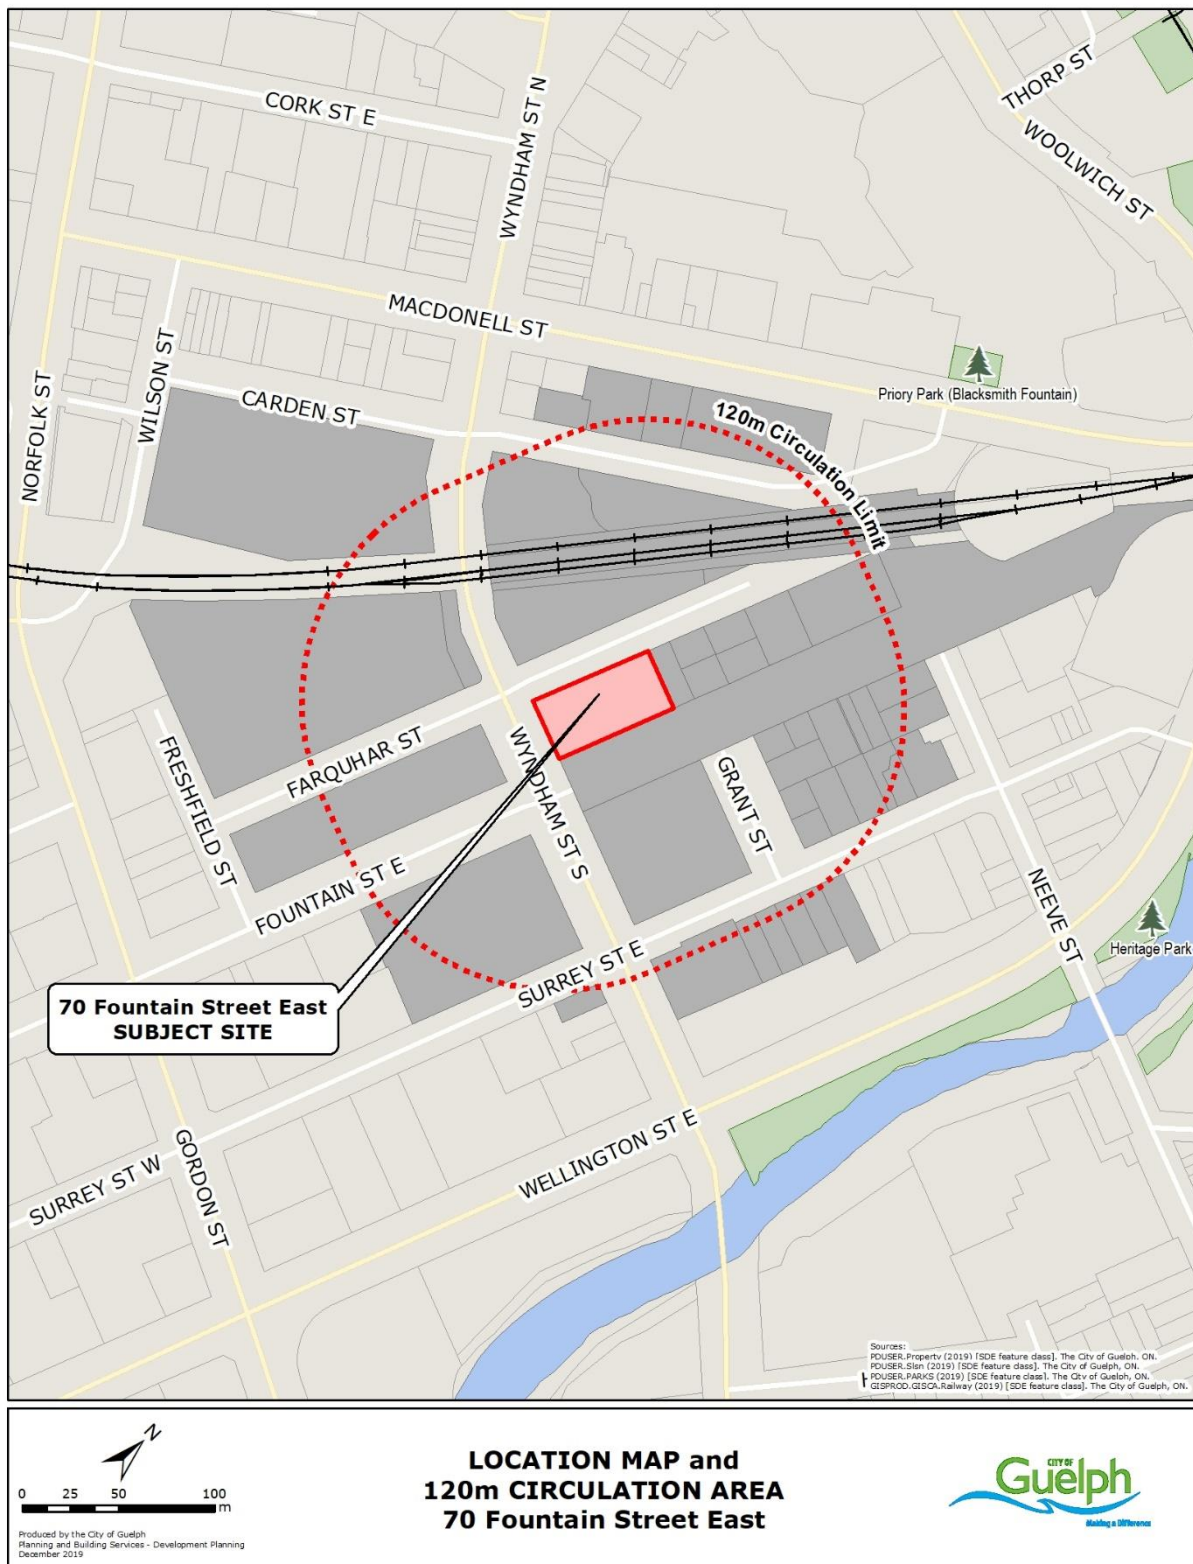 THORP ST
CORK ST E
WYNDHAM ST N
WOOLWICH ST
MACDONELL ST
WILSON ST
NORFOLK ST
CARDEN ST
Priory Park (Blacksmith Fountain)
120m Circulation Limit
FARQUHAR ST
FRESHFIELD ST
WYNDHAM ST S
GRANT ST
FOUNTAIN ST E
NEEVE ST
Heritage Park
SURREY ST E
70 Fountain Street East
SUBJECT SITE
WELLINGTON ST E
GORDON ST
SURREY ST W
Sources:
PDUSER.Property (2019) [SDE feature class]. The City of Guelph, ON.
PDUSER.Slsn (2019) [SDE feature class]. The City of Guelph, ON.
PDUSER.PARKS (2019) [SDE feature class]. The City of Guelph, ON.
GISPROD.GISCA.Railway (2019) [SDE feature class]. The City of Guelph, ON.
N
0 25 50 100
m
Produced by the City of Guelph
Planning and Building Services - Development Planning
December 2019
LOCATION MAP and
120m CIRCULATION AREA
70 Fountain Street East
CITY OF
Guelph
Making a Difference